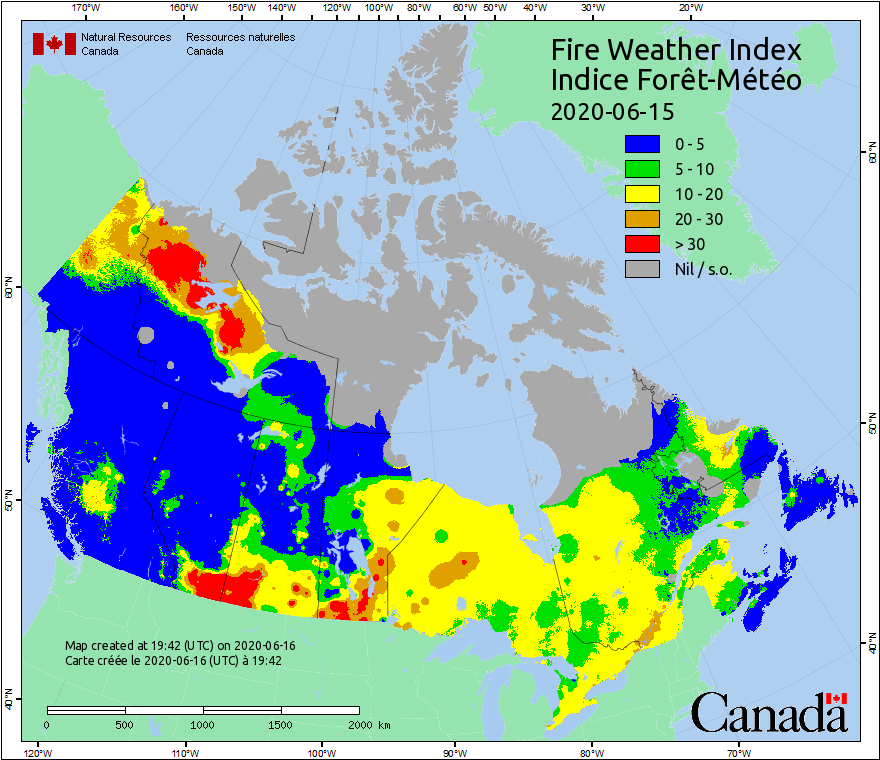 170°W 160°W 150°W 140°W 120°W 100°W 80°W 60°W 50°W 40°W 30°W 20°W
Natural Resources Canada
Ressources naturelles Canada
Fire Weather Index
Indice Forêt-Météo
2020-06-15
0 - 5
5 - 10
10 - 20
20 - 30
> 30
Nil / s.o.
60°N
50°N
40°N
60°N
50°N
40°N
Map created at 19:42 (UTC) on 2020-06-16
Carte créée le 2020-06-16 (UTC) à 19:42
0 500 1000 1500 2000 km
Canada
120°W 110°W 100°W 90°W 80°W 70°W